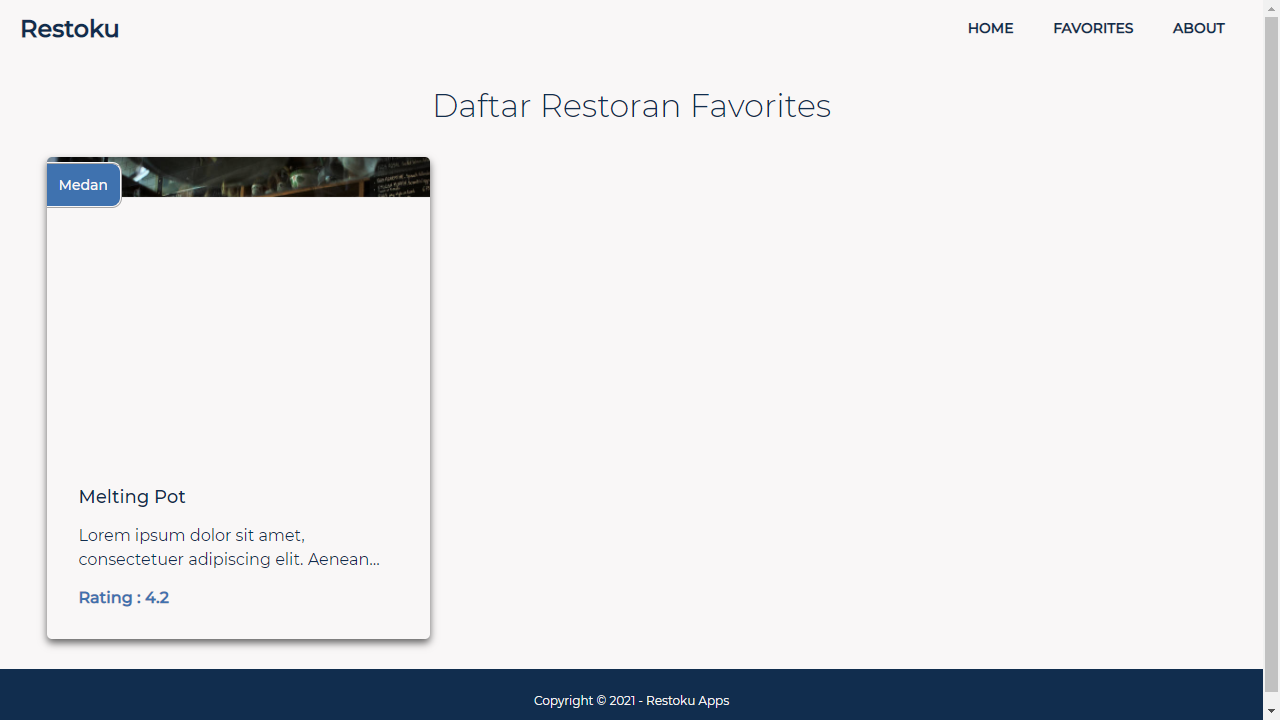 Restoku
HOME
FAVORITES
ABOUT
Daftar Restoran Favorites
Medan
Melting Pot
Lorem ipsum dolor sit amet,
consectetuer adipiscing elit. Aenean...
Rating : 4.2
Copyright © 2021 - Restoku Apps